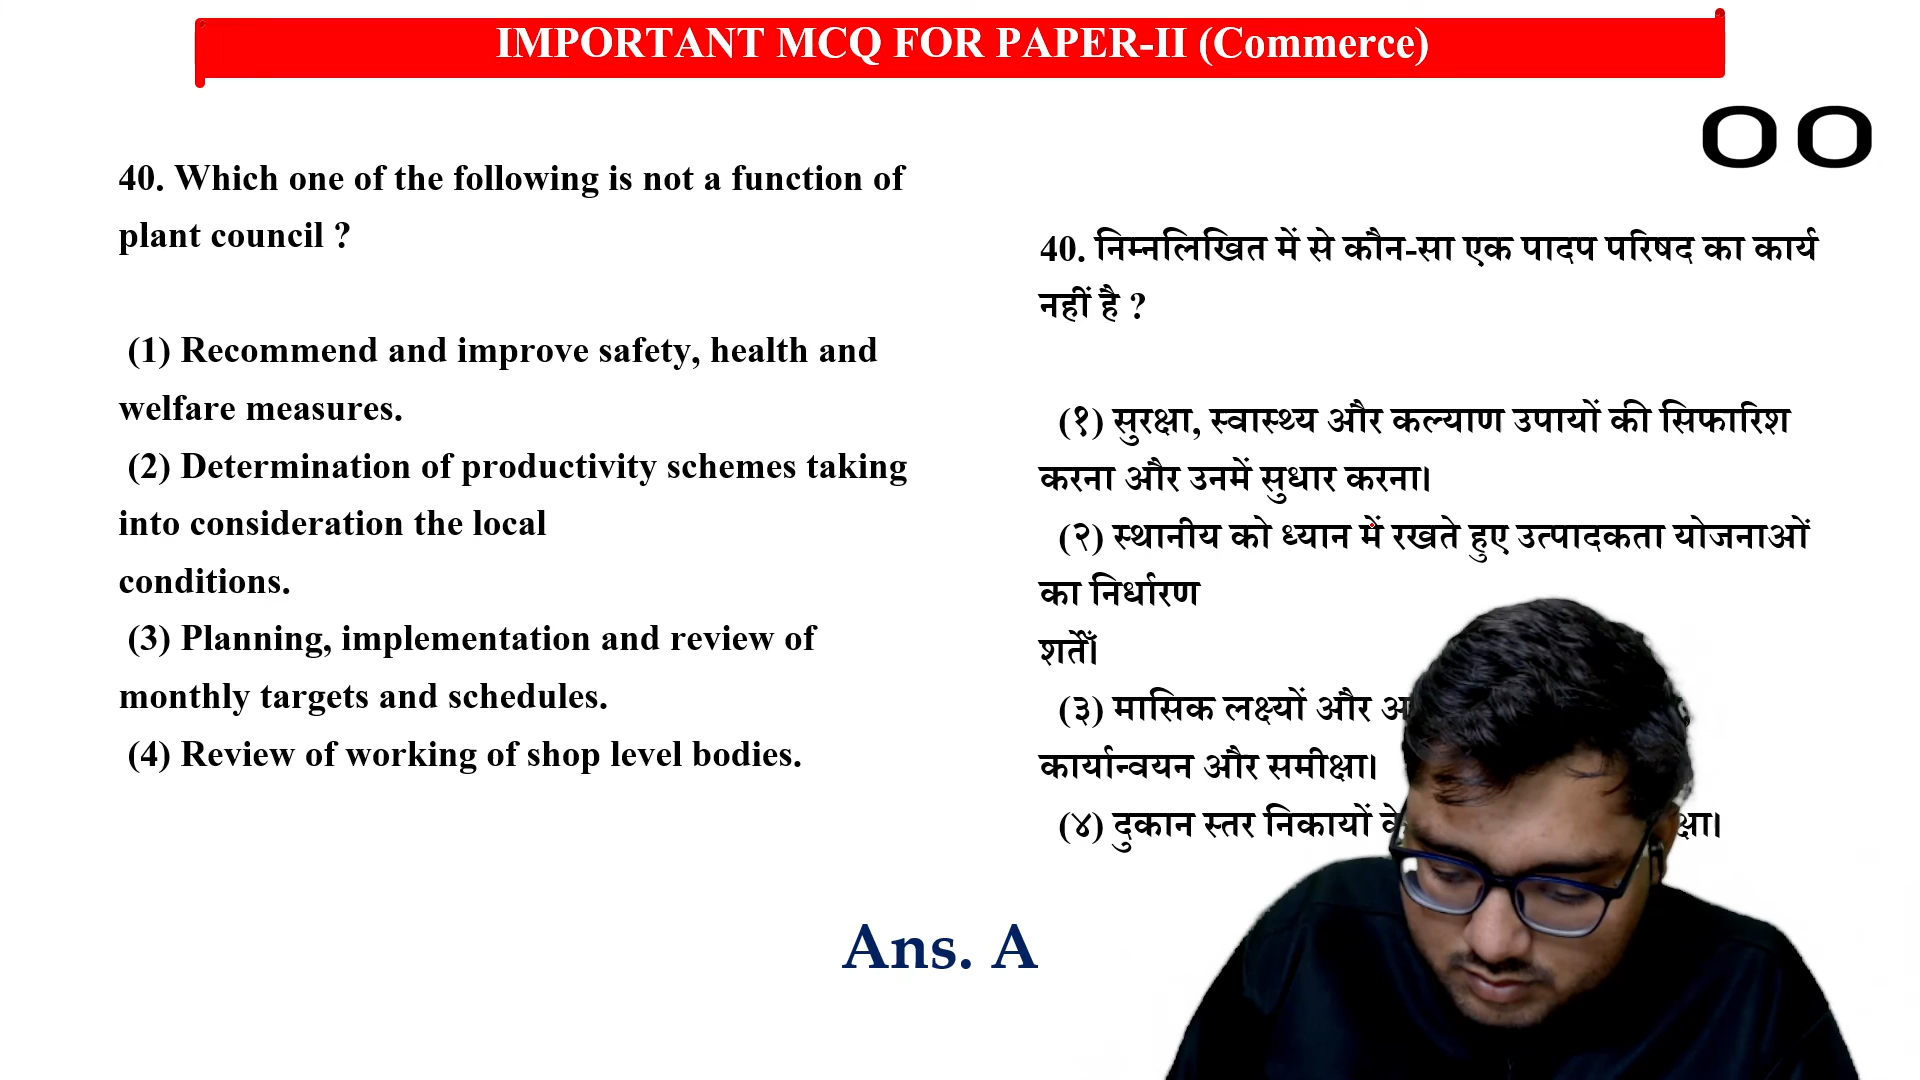 IMPORTANT MCQ FOR PAPER-II (Commerce)
00
40. Which one of the following is not a function of
plant council ?
(1) Recommend and improve safety, health and
welfare measures.
(2) Determination of productivity schemes taking
into consideration the local
conditions.
(3) Planning, implementation and review of
monthly targets and schedules.
(4) Review of working of shop level bodies.
40. निम्नलिखित में से कौन-सा एक पादप परिषद का कार्य
नहीं है ?
(१) सुरक्षा, स्वास्थ्य और कल्याण उपायों की सिफारिश
करना और उनमें सुधार करना।
(२) स्थानीय को ध्यान में रखते हुए उत्पादकता योजनाओं
का निर्धारण
शर्तेँ।
(३) मासिक लक्ष्यों और
कार्यान्वयन और समीक्षा।
(४) दुकान स्तर निकायों
Ans. A